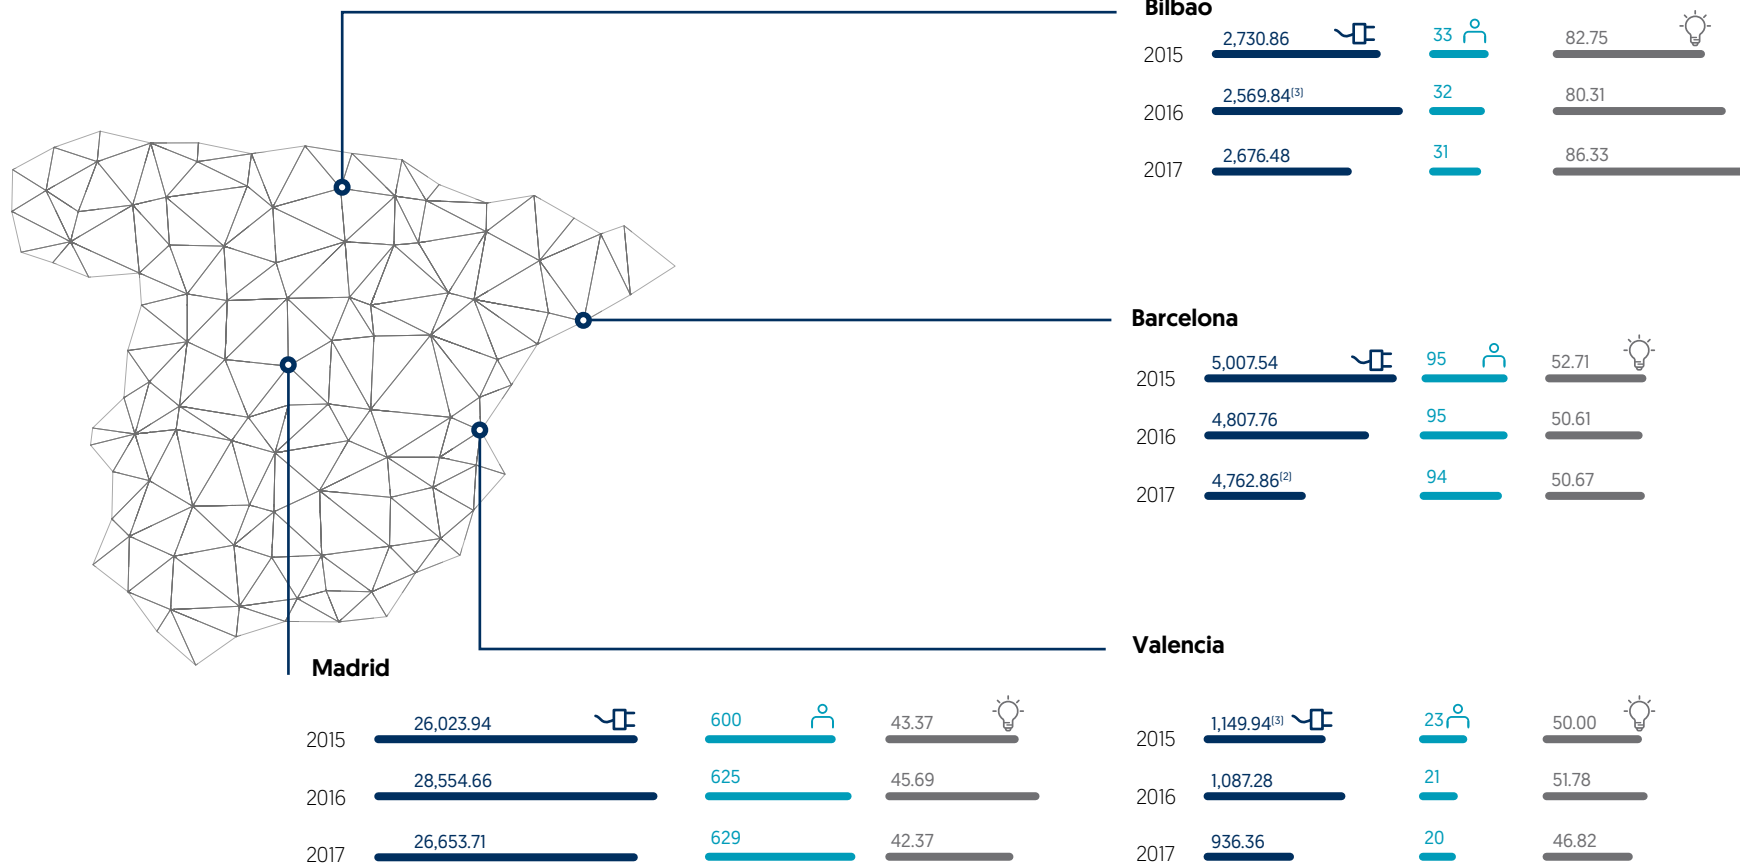 Bilbao
2,730.86 33 82.75
2015
2,569.84(3) 32 80.31
2016
2,676.48 31 86.33
2017
Barcelona
5,007.54 95 52.71
2015
4,807.76 95 50.61
2016
4,762.86(2) 94 50.67
2017
Madrid
26,023.94 600 43.37
2015
28,554.66 625 45.69
2016
26,653.71 629 42.37
2017
Valencia
1,149.94(3) 23 50.00
2015
1,087.28 21 51.78
2016
936.36 20 46.82
2017